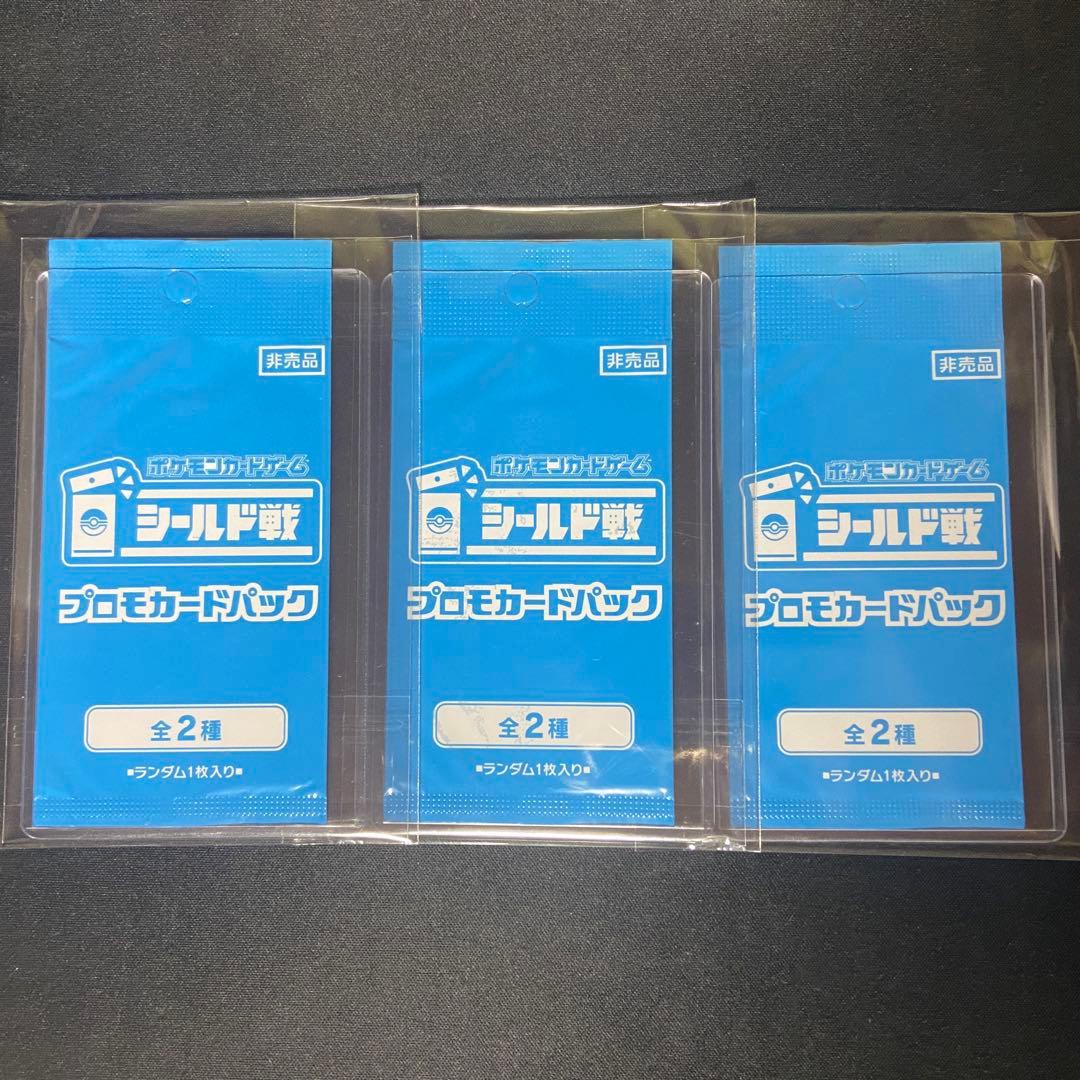 非売品
ポケモンカードゲーム
シールド戦
プロモカードパック
全2種
■ランダム1枚入り■
非売品
ポケモンカードゲーム
シールド戦
プロモカードパック
全2種
■ランダム1枚入り■
非売品
ポケモンカードゲーム
シールド戦
プロモカードパック
全2種
■ランダム1枚入り■